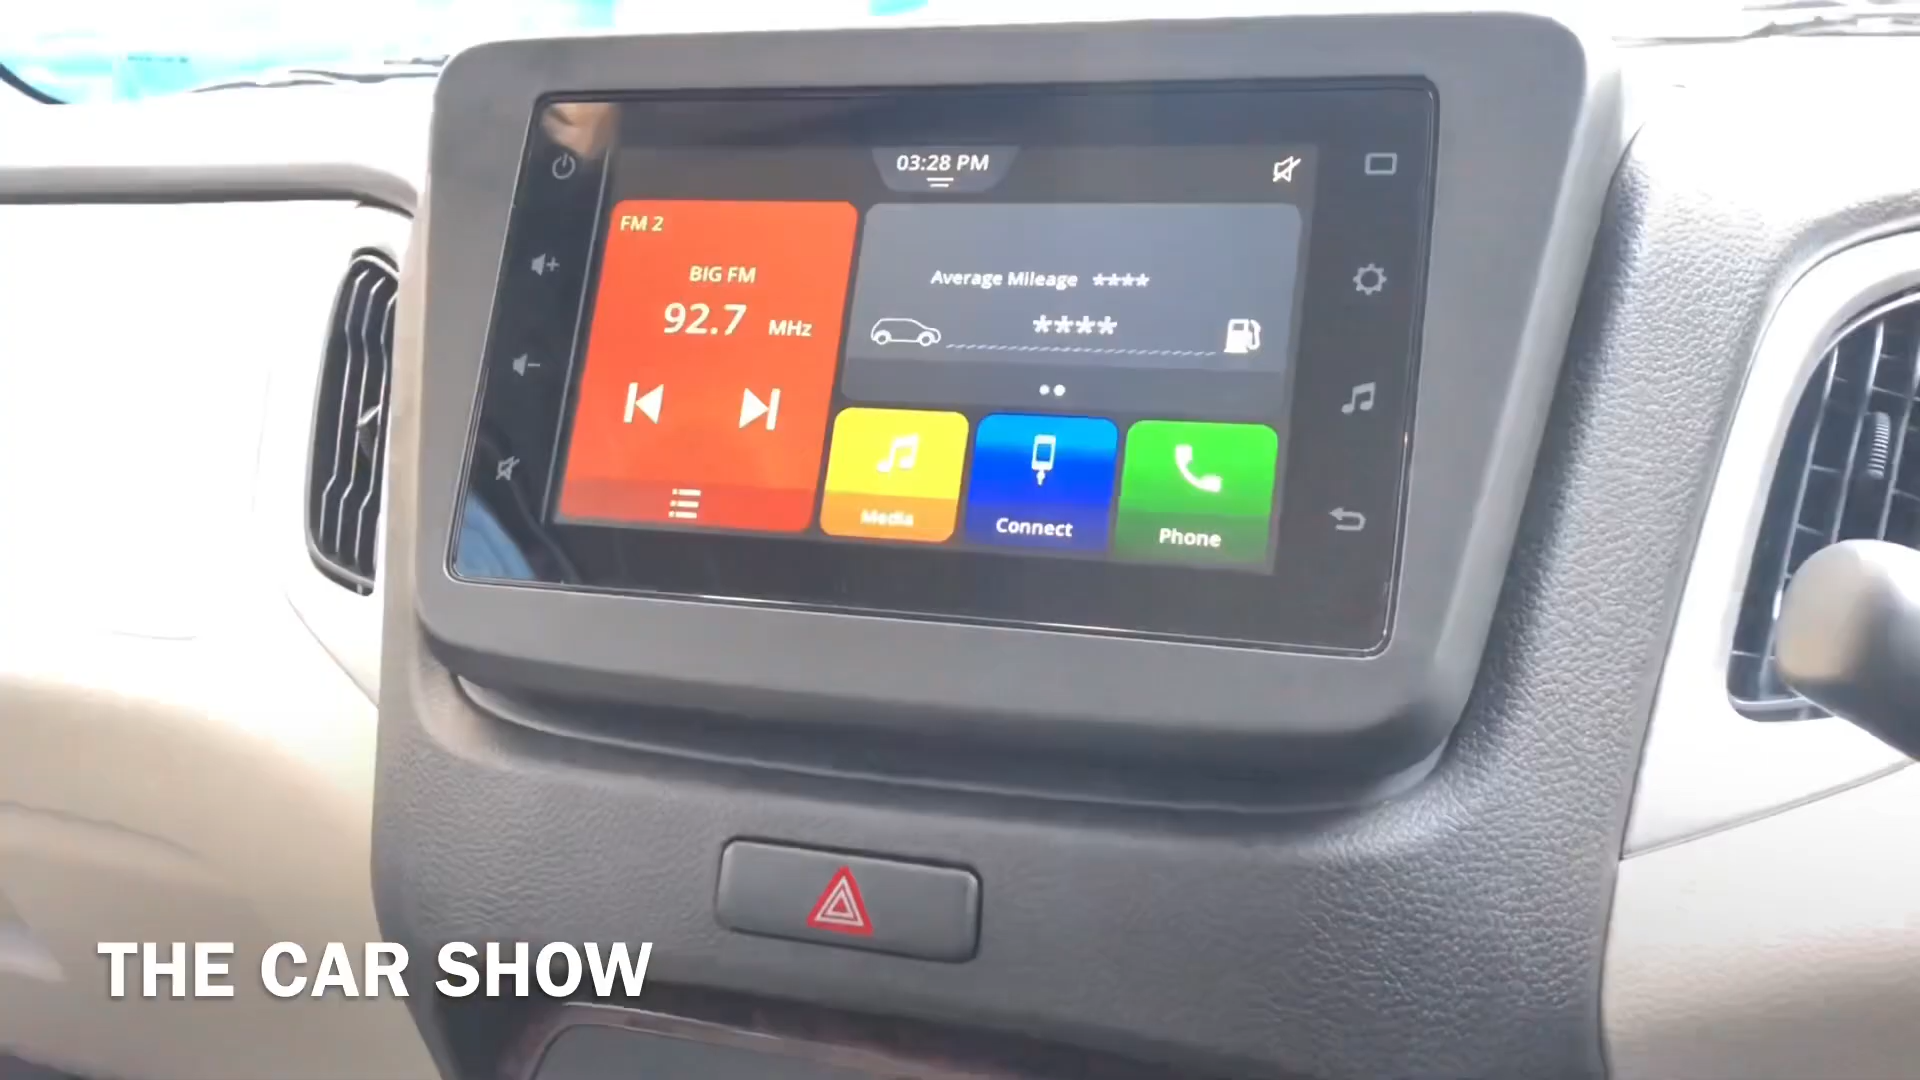 03:28 PM
FM 2
BIG FM
92.7 MHz
Average Mileage ****
****
Media
Connect
Phone
THE CAR SHOW